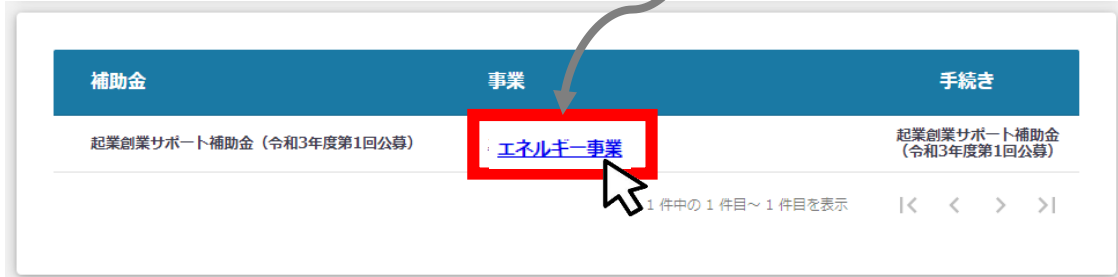 補助金 事業 手続き
起業創業サポート補助金（令和3年度第1回公募） エネルギー事業 起業創業サポート補助金
（令和3年度第1回公募）
1 件中の 1 件目～ 1 件目を表示